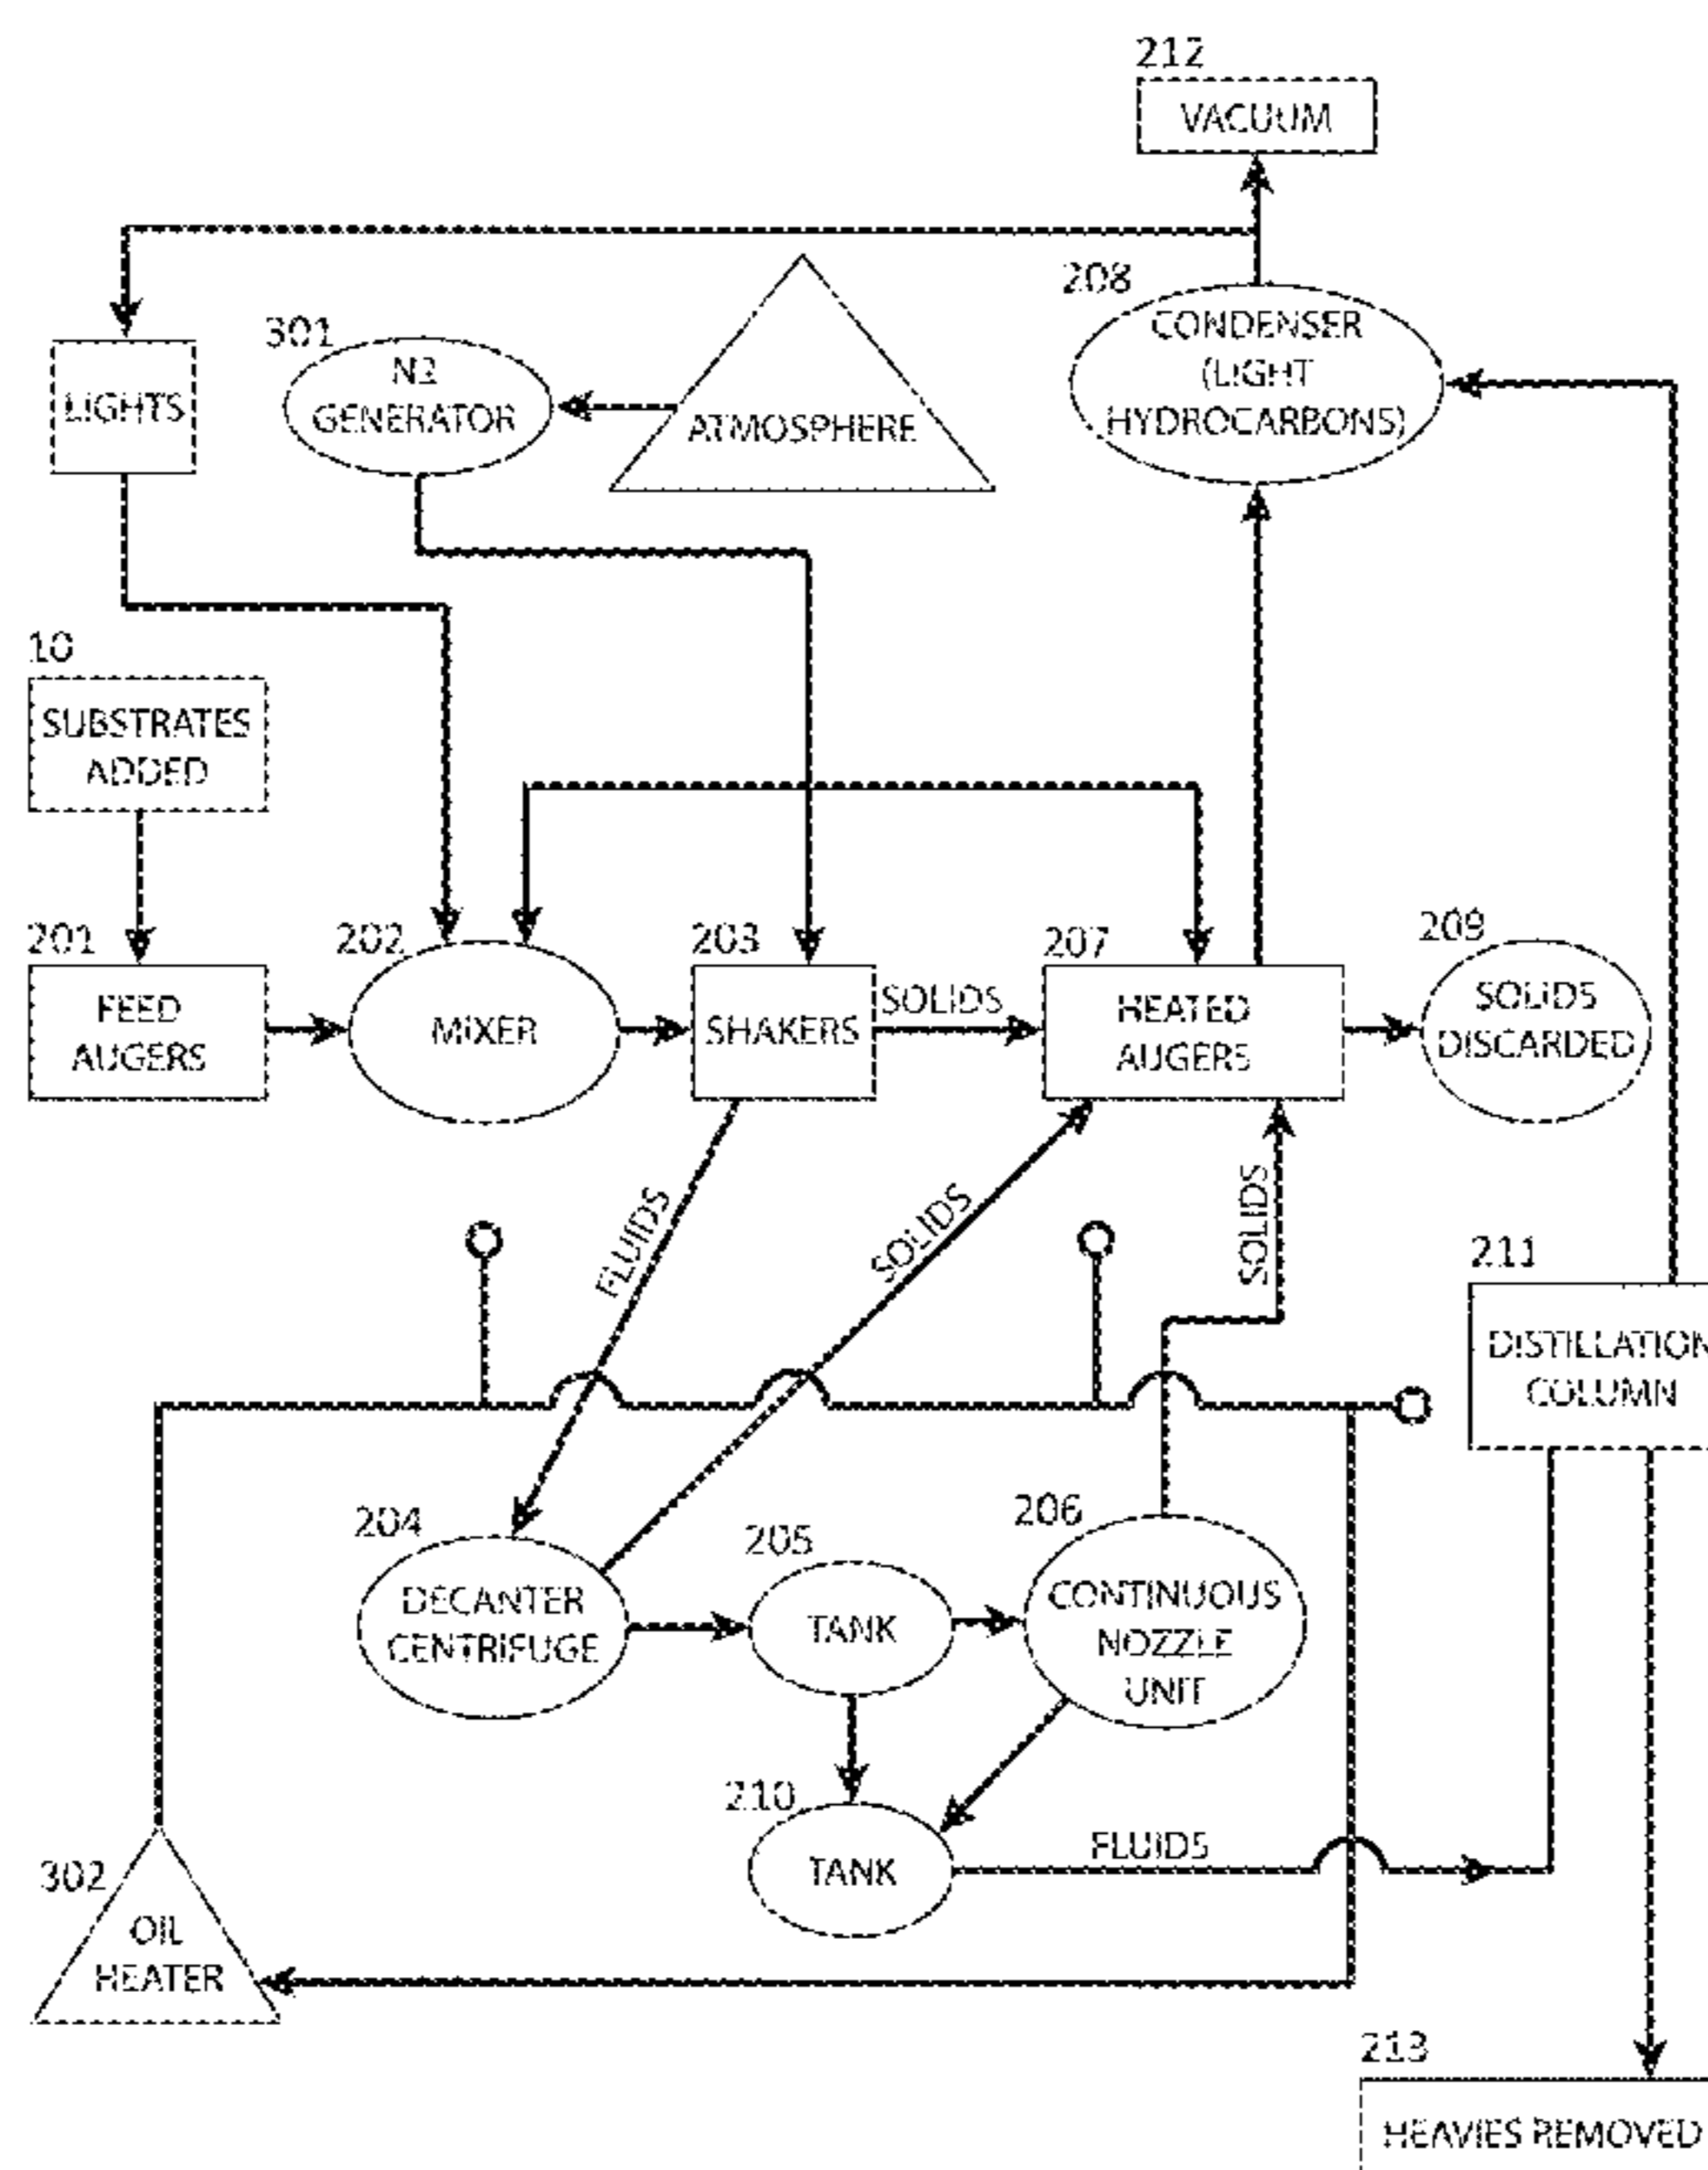 212
VACUUM
208
CONDENSER
(LIGHT
HYDROCARBONS)
301
N2
GENERATOR
ATMOSPHERE
LIGHTS
10
SUBSTRATES
ADDED
201
FEED
AUGERS
202
MIXER
203
SHAKERS
SOLIDS
207
HEATED
AUGERS
209
SOLIDS
DISCARDED
FLUIDS
SOLIDS
SOLIDS
211
DISTILLATION
COLUMN
204
DECANTER
CENTRIFUGE
205
TANK
206
CONTINUOUS
NOZZLE
UNIT
210
TANK
FLUIDS
302
OIL
HEATER
213
HEAVIES REMOVED